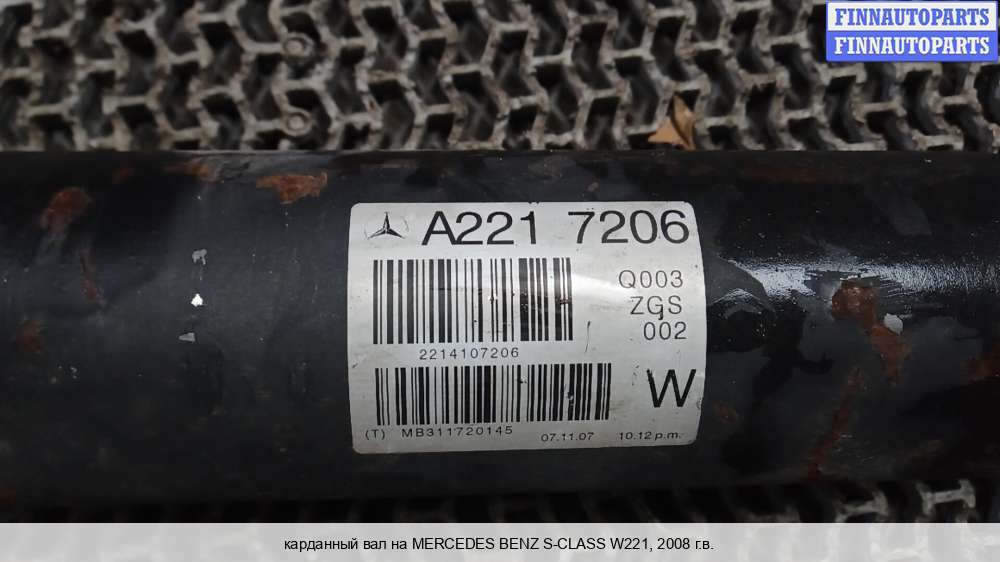 FINNAUTOPARTS
FINNAUTOPARTS
A221 7206
Q003
ZGS
002
2214107206
W
(T) MB311720145 07.11.07 10.12 p.m.
карданный вал на MERCEDES BENZ S-CLASS W221, 2008 г.в.